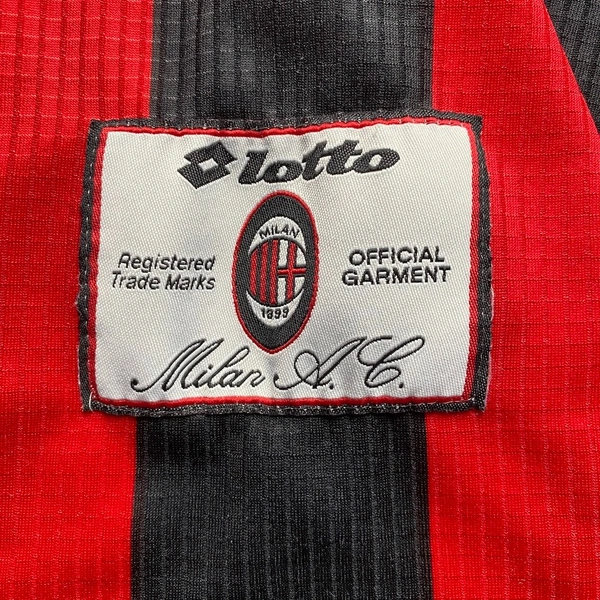 lotto
MILAN
1899
Registered
Trade Marks
OFFICIAL
GARMENT
Milan A.C.